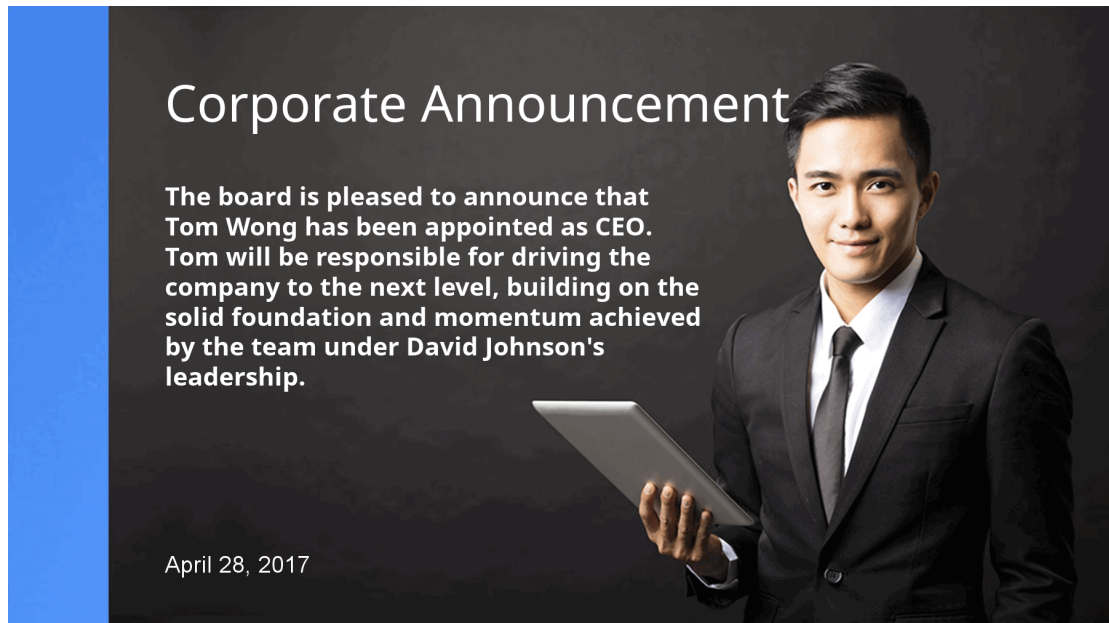 Corporate Announcement
The board is pleased to announce that
Tom Wong has been appointed as CEO.
Tom will be responsible for driving the
company to the next level, building on the
solid foundation and momentum achieved
by the team under David Johnson's
leadership.
April 28, 2017